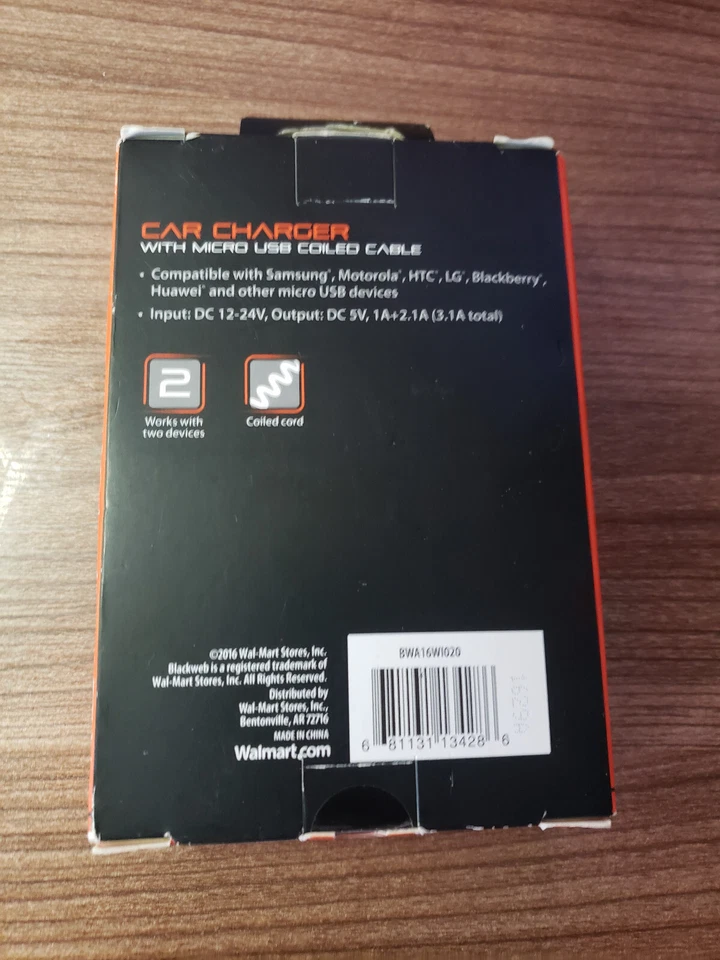 CAR CHARGER
WITH MICRO USB COILED CABLE
• Compatible with Samsung®, Motorola®, HTC®, LG®, Blackberry®,
Huawei® and other micro USB devices
• Input: DC 12-24V, Output: DC 5V, 1A+2.1A (3.1A total)
2
Works with
two devices
Coiled cord
©2016 Wal-Mart Stores, Inc.
Blackweb is a registered trademark of
Wal-Mart Stores, Inc. All Rights Reserved.
Distributed by
Wal-Mart Stores, Inc.,
Bentonville, AR 72716
MADE IN CHINA
Walmart.com
BWA16WI020
6 81131 13428 6
1629A